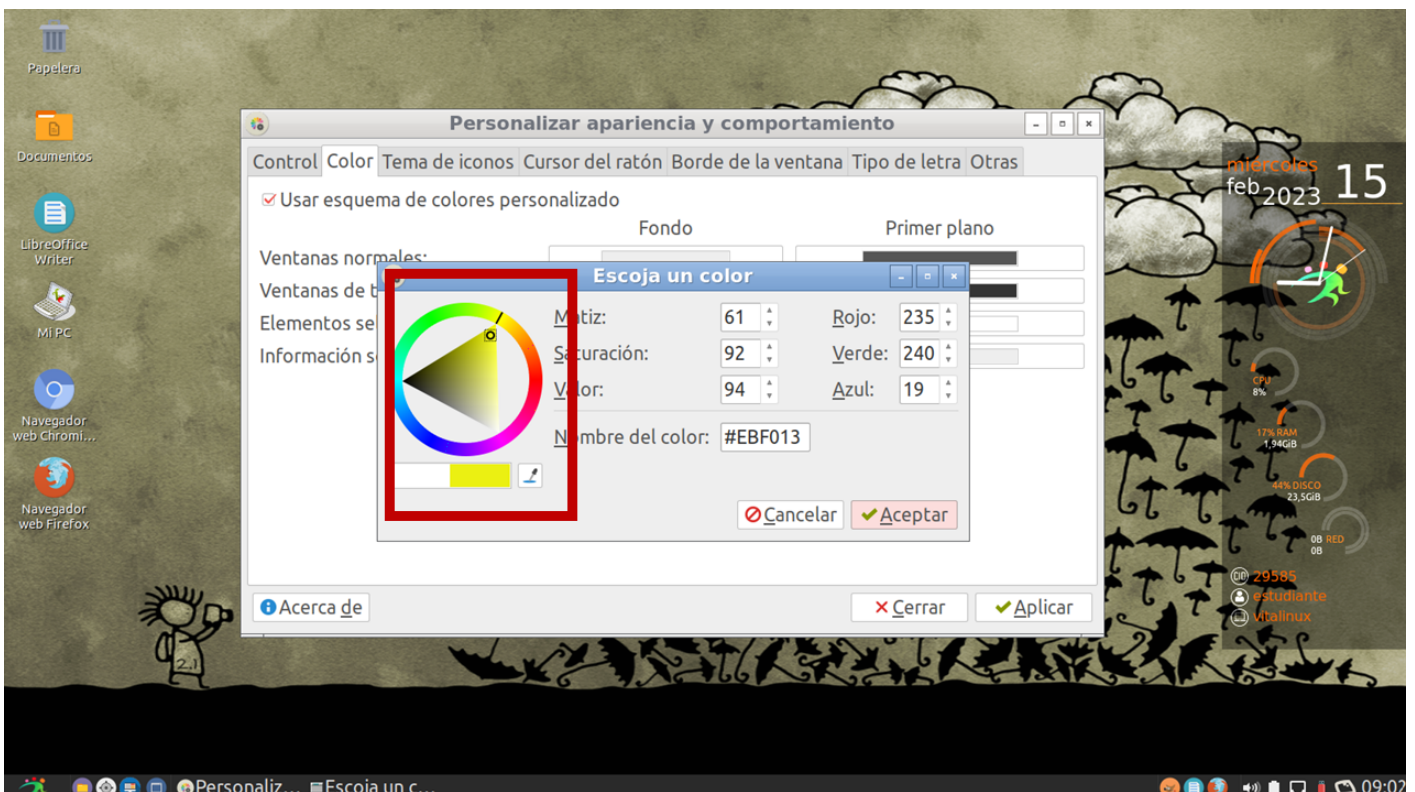 Papelera
Documentos
LibreOffice
Writer
Mi PC
Navegador
web Chromi...
Navegador
web Firefox
Personalizar apariencia y comportamiento
Control Color Tema de iconos Cursor del ratón Borde de la ventana Tipo de letra Otras
Usar esquema de colores personalizado
Fondo Primer plano
Ventanas normales:
Ventanas de t
Elementos se
Información s
Escoja un color
Matiz: 61 Rojo: 235
Saturación: 92 Verde: 240
Valor: 94 Azul: 19
Nombre del color: #EBF013
Cancelar Aceptar
Acerca de Cerrar Aplicar
miércoles
feb 2023 15
CPU
8%
17% RAM
1,94GiB
44% DISCO
23,5GiB
0B RED
0B
29585
estudiante
vitalinux
2.1
Personaliz... Escoja un c... 09:02